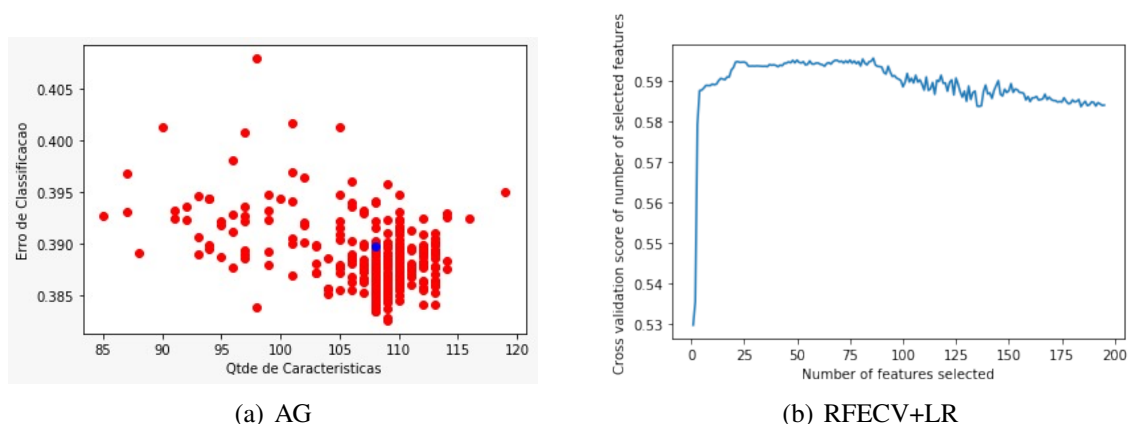 Erro de Classificacao
0.405
0.400
0.395
0.390
0.385
85 90 95 100 105 110 115 120
Qtde de Caracteristicas
(a) AG
Cross validation score of number of selected features
0.59
0.58
0.57
0.56
0.55
0.54
0.53
0 25 50 75 100 125 150 175 200
Number of features selected
(b) RFECV+LR